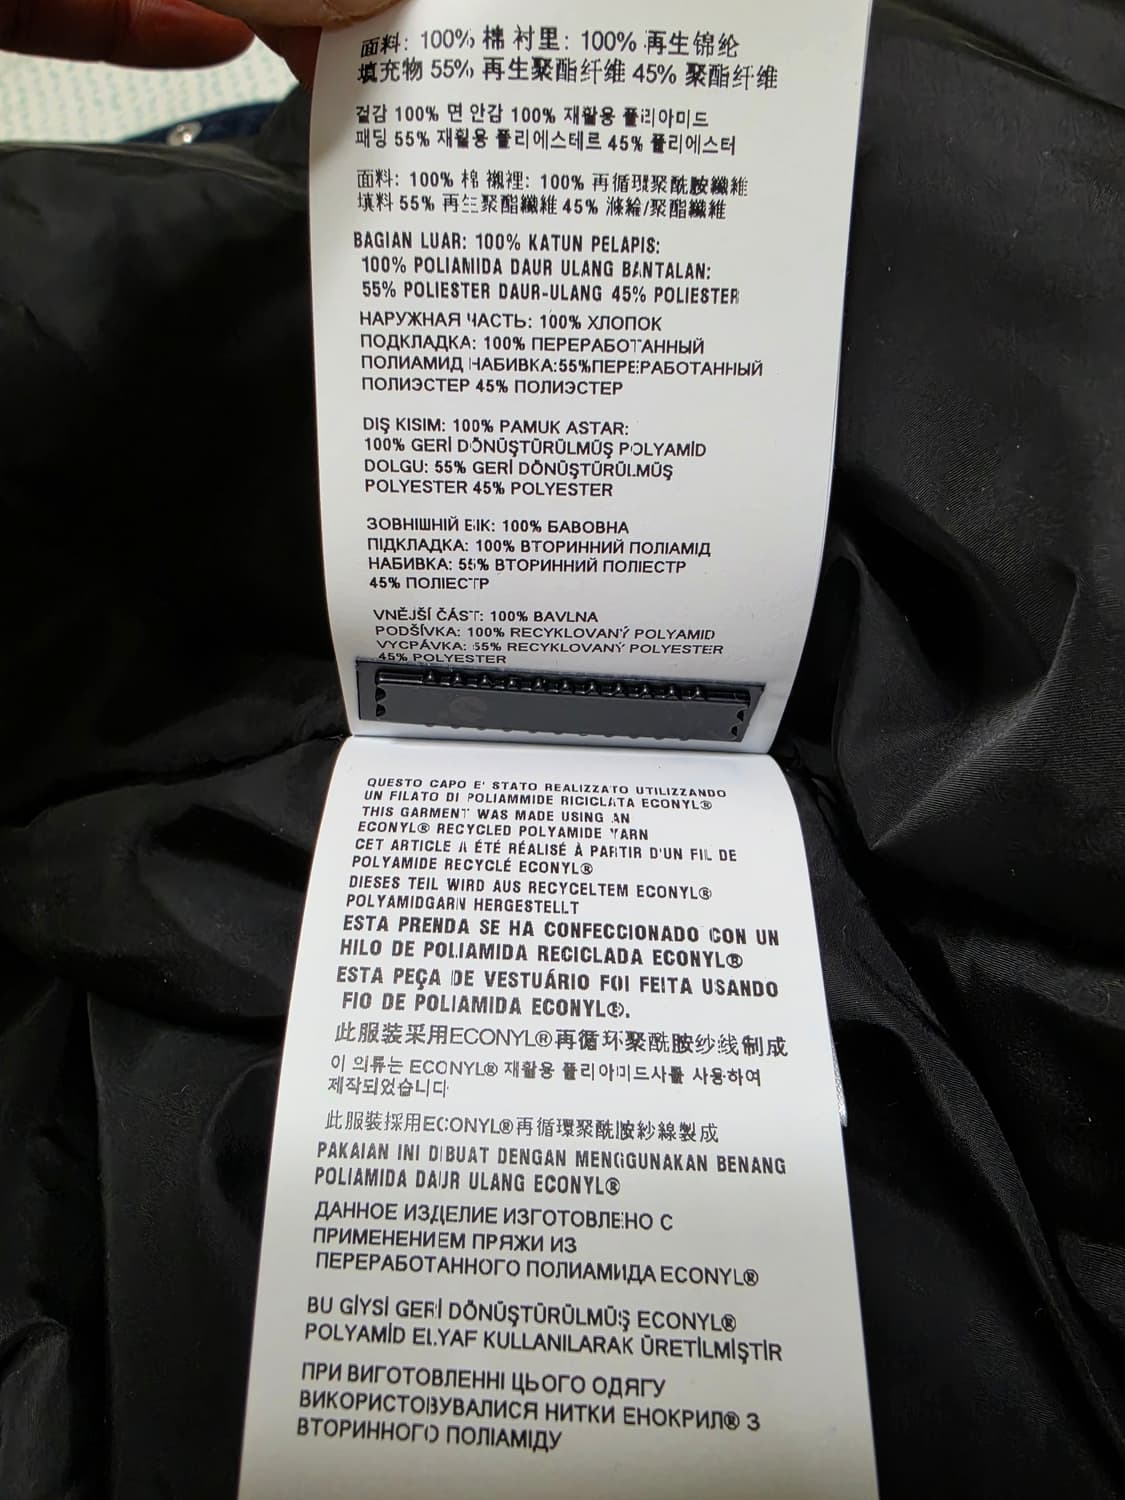 面料: 100% 棉 衬里: 100% 再生锦纶
填充物 55% 再生聚酯纤维 45% 聚酯纤维
겉감 100% 면 안감 100% 재활용 폴리아미드
패딩 55% 재활용 폴리에스테르 45% 폴리에스터
面料: 100% 棉 襯裡: 100% 再循環聚酰胺纖維
填料 55% 再生聚酯纖維 45% 滌綸/聚酯纖維
BAGIAN LUAR: 100% KATUN PELAPIS:
100% POLIAMIDA DAUR ULANG BANTALAN:
55% POLIESTER DAUR-ULANG 45% POLIESTER
НАРУЖНАЯ ЧАСТЬ: 100% ХЛОПОК
ПОДКЛАДКА: 100% ПЕРЕРАБОТАННЫЙ
ПОЛИАМИД НАБИВКА:55%ПЕРЕРАБОТАННЫЙ
ПОЛИЭСТЕР 45% ПОЛИЭСТЕР
DIŞ KISIM: 100% PAMUK ASTAR:
100% GERİ DÖNÜŞTÜRÜLMÜŞ POLYAMİD
DOLGU: 55% GERİ DÖNÜŞTÜRÜLMÜŞ
POLYESTER 45% POLYESTER
ЗОВНІШНІЙ БІК: 100% БАВОВНА
ПІДКЛАДКА: 100% ВТОРИННИЙ ПОЛІАМІД
НАБИВКА: 55% ВТОРИННИЙ ПОЛІЕСТР
45% ПОЛІЕСТР
VNĚJŠÍ ČÁST: 100% BAVLNA
PODŠÍVKA: 100% RECYKLOVANÝ POLYAMID
VYCPÁVKA: 55% RECYKLOVANÝ POLYESTER
45% POLYESTER
QUESTO CAPO E' STATO REALIZZATO UTILIZZANDO
UN FILATO DI POLIAMMIDE RICICLATA ECONYL®
THIS GARMENT WAS MADE USING AN
ECONYL® RECYCLED POLYAMIDE YARN
CET ARTICLE A ÉTÉ RÉALISÉ À PARTIR D'UN FIL DE
POLYAMIDE RECYCLÉ ECONYL®
DIESES TEIL WIRD AUS RECYCELTEM ECONYL®
POLYAMIDGARN HERGESTELLT
ESTA PRENDA SE HA CONFECCIONADO CON UN
HILO DE POLIAMIDA RECICLADA ECONYL®
ESTA PEÇA DE VESTUÁRIO FOI FEITA USANDO
FIO DE POLIAMIDA ECONYL®.
此服装采用ECONYL®再循环聚酰胺纱线制成
이 의류는 ECONYL® 재활용 폴리아미드사를 사용하여
제작되었습니다
此服裝採用ECONYL®再循環聚酰胺紗線製成
PAKAIAN INI DIBUAT DENGAN MENGGUNAKAN BENANG
POLIAMIDA DAUR ULANG ECONYL®
ДАННОЕ ИЗДЕЛИЕ ИЗГОТОВЛЕНО С
ПРИМЕНЕНИЕМ ПРЯЖИ ИЗ
ПЕРЕРАБОТАННОГО ПОЛИАМИДА ECONYL®
BU GİYSİ GERİ DÖNÜŞTÜRÜLMÜŞ ECONYL®
POLYAMİD ELYAF KULLANILARAK ÜRETİLMİŞTİR
ПРИ ВИГОТОВЛЕННІ ЦЬОГО ОДЯГУ
ВИКОРИСТОВУВАЛИСЯ НИТКИ ЕНОКРИЛ® З
ВТОРИННОГО ПОЛІАМІДУ